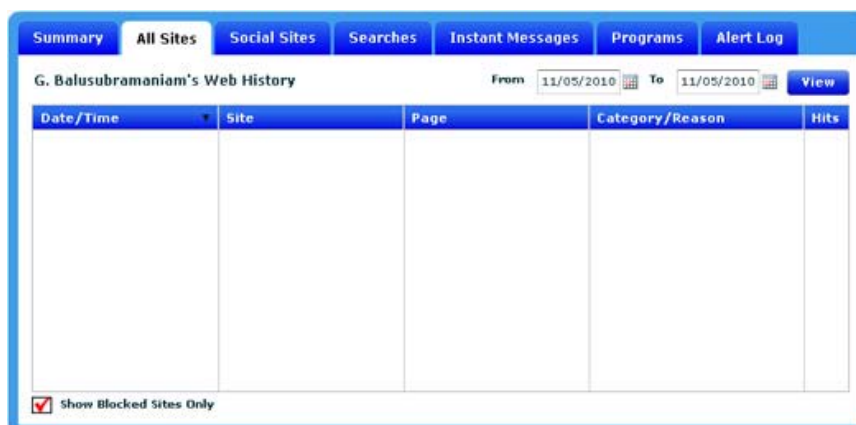 Summary All Sites Social Sites Searches Instant Messages Programs Alert Log
G. Balusubramaniam's Web History From 11/05/2010 To 11/05/2010 View
Date/Time Site Page Category/Reason Hits
Show Blocked Sites Only